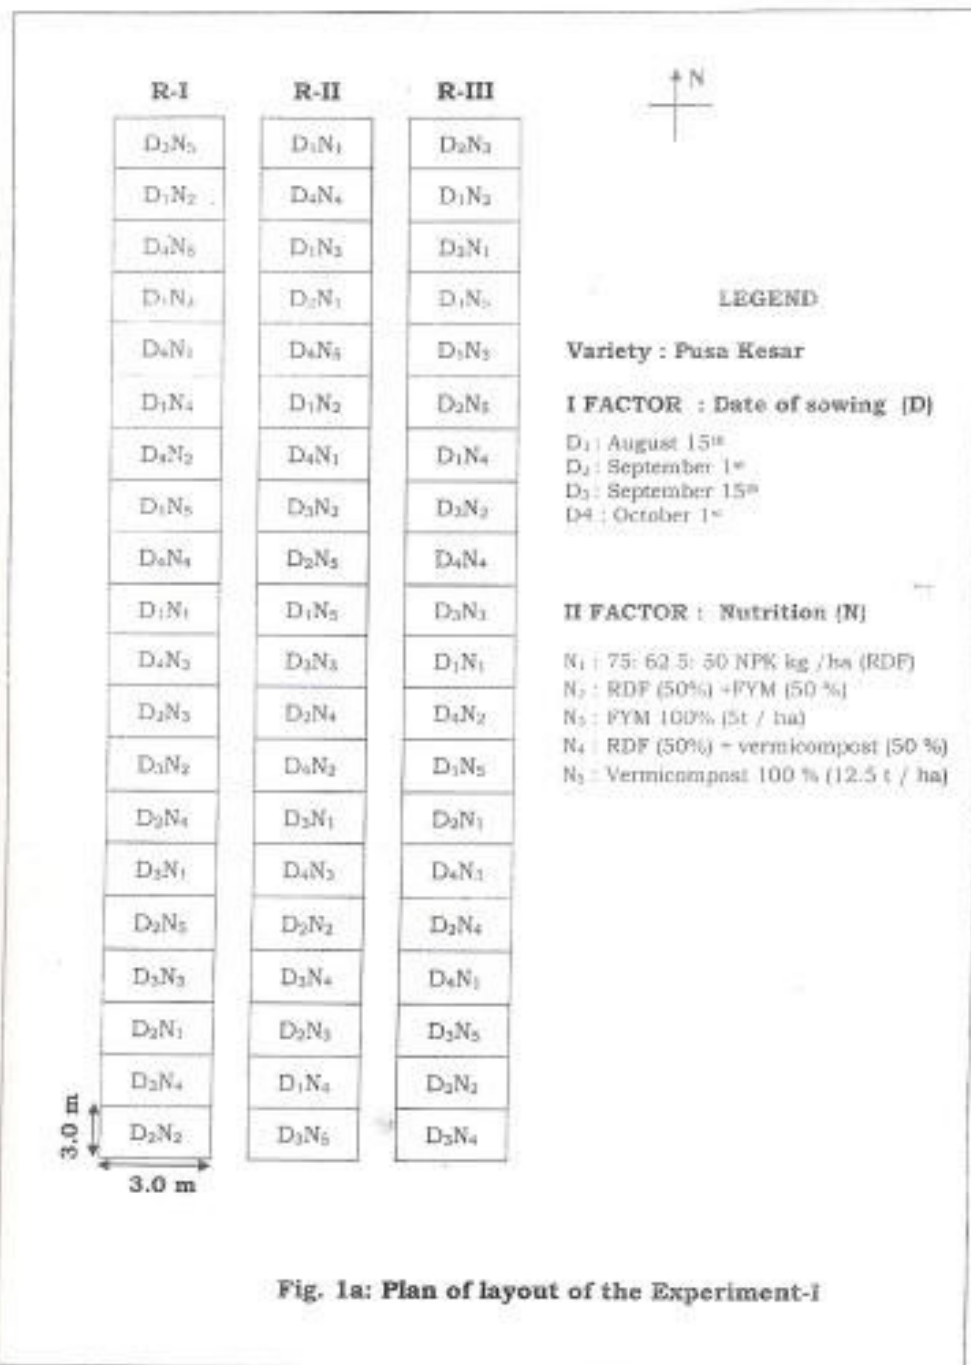 N
R-I R-II R-III
D₃N₅ D₁N₁ D₂N₃
D₁N₂ D₄N₄ D₁N₂
D₄N₅ D₁N₃ D₃N₁
D₁N₃ D₂N₁
D₄N₁ D₄N₅ D₁N₃
D₁N₄ D₁N₂ D₂N₅
D₄N₂ D₄N₁ D₁N₄
D₁N₅ D₃N₂
D₄N₄ D₂N₅ D₄N₄
D₁N₁ D₁N₅ D₃N₃
D₄N₃ D₃N₃ D₁N₁
D₂N₃ D₂N₄ D₄N₂
D₃N₂ D₄N₂ D₁N₅
D₂N₄ D₃N₁ D₂N₁
D₃N₁ D₄N₃ D₄N₃
D₂N₅ D₂N₂ D₂N₄
D₃N₃ D₃N₄ D₄N₁
D₂N₁ D₂N₃ D₃N₅
D₃N₄ D₁N₄
D₂N₂ D₃N₅ D₃N₄
3.0 m
3.0 m
LEGEND
Variety : Pusa Kesar
I FACTOR : Date of sowing (D)
D₁ : August 15th
D₂ : September 1st
D₃ : September 15th
D4 : October 1st
II FACTOR : Nutrition (N)
N₁ : 75: 62.5: 50 NPK kg /ha (RDF)
N₂ : RDF (50%) +FYM (50 %)
N₃ : FYM 100% (5t / ha)
N₄ : RDF (50%) + vermicompost (50 %)
N₅ : Vermicompost 100 % (12.5 t / ha)
Fig. 1a: Plan of layout of the Experiment-I